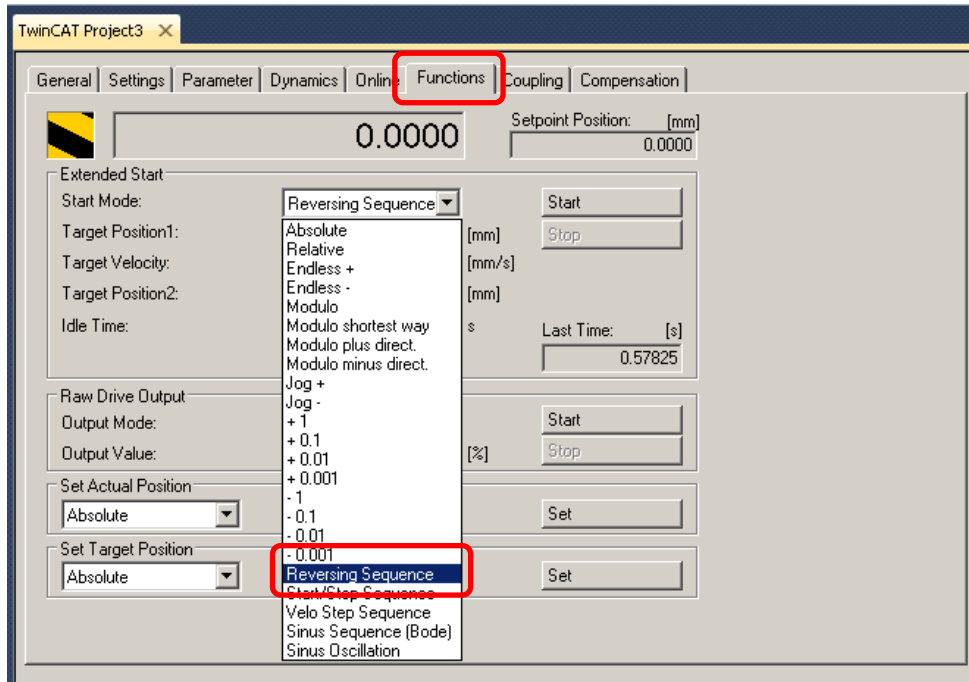 TwinCAT Project3
General Settings Parameter Dynamics Online Functions Coupling Compensation
0.0000
Setpoint Position: [mm]
0.0000
Extended Start
Start Mode:
Reversing Sequence
Start
Target Position1:
[mm]
Stop
Target Velocity:
[mm/s]
Target Position2:
[mm]
Idle Time:
s
Last Time: [s]
0.57825
Absolute
Relative
Endless +
Endless -
Modulo
Modulo shortest way
Modulo plus direct.
Modulo minus direct.
Jog +
Jog -
+ 1
+ 0.1
+ 0.01
+ 0.001
- 1
- 0.1
- 0.01
- 0.001
Reversing Sequence
Start/Stop Sequence
Velo Step Sequence
Sinus Sequence (Bode)
Sinus Oscillation
Raw Drive Output
Output Mode:
Start
Output Value:
[%]
Stop
Set Actual Position
Absolute
Set
Set Target Position
Absolute
Set